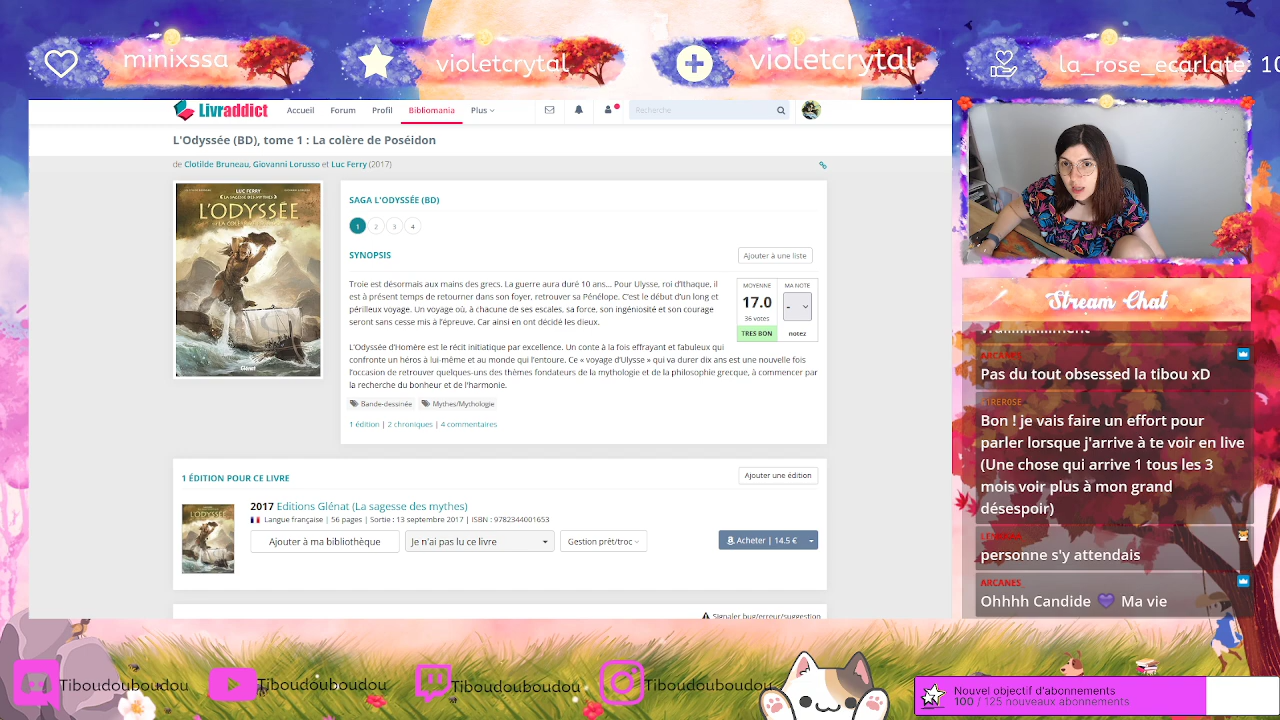 minixssa
violetcrytal
violetcrytal
la_rose_ecarlate: 10
Livraddict
Accueil
Forum
Profil
Bibliomania
Plus
Recherche
L'Odyssée (BD), tome 1 : La colère de Poséidon
de Clotilde Bruneau, Giovanni Lorusso et Luc Ferry (2017)
LUC FERRY
LA SAGESSE DES MYTHES
L'ODYSSÉE
Glénat
SAGA L'ODYSSÉE (BD)
1 2 3 4
SYNOPSIS
Ajouter à une liste
Troie est désormais aux mains des grecs. La guerre aura duré 10 ans... Pour Ulysse, roi d'Ithaque, il
est à présent temps de retourner dans son foyer, retrouver sa Pénélope. C'est le début d'un long et
périlleux voyage. Un voyage où, à chacune de ses escales, sa force, son ingéniosité et son courage
seront sans cesse mis à l'épreuve. Car ainsi en ont décidé les dieux.
MOYENNE
17.0
36 votes
TRES BON
MA NOTE
-
notez
L'Odyssée d'Homère est le récit initiatique par excellence. Un conte à la fois effrayant et fabuleux qui
confronte un héros à lui-même et au monde qui l'entoure. Ce « voyage d'Ulysse » qui va durer dix ans est une nouvelle fois
l'occasion de retrouver quelques-uns des thèmes fondateurs de la mythologie et de la philosophie grecque, à commencer par
la recherche du bonheur et de l'harmonie.
Bande-dessinée
Mythes/Mythologie
1 édition | 2 chroniques | 4 commentaires
1 ÉDITION POUR CE LIVRE
Ajouter une édition
L'ODYSSÉE
2017 Editions Glénat (La sagesse des mythes)
Langue française | 56 pages | Sortie : 13 septembre 2017 | ISBN : 9782344001653
Ajouter à ma bibliothèque
Je n'ai pas lu ce livre
Gestion prêt/troc
Acheter | 14.5 €
Signaler bug/erreur/suggestion
Stream Chat
ARCANES
Pas du tout obsessed la tibou xD
Bon ! je vais faire un effort pour
parler lorsque j'arrive à te voir en live
(Une chose qui arrive 1 tous les 3
mois voir plus à mon grand
désespoir)
personne s'y attendais
ARCANES
Ohhhh Candide 💜 Ma vie
Tiboudouboudou
Tiboudouboudou
Tiboudouboudou
Tiboudouboudou
Nouvel objectif d'abonnements
100 / 125 nouveaux abonnements